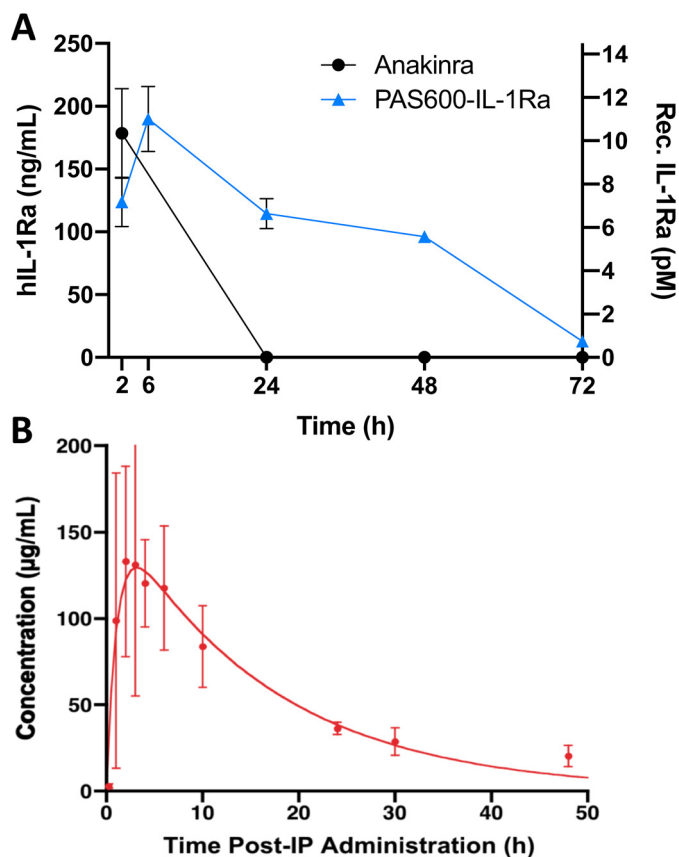 A
250
200
150
100
50
0
hIL-1Ra (ng/mL)
Anakinra
PAS600-IL-1Ra
14
12
10
8
6
4
2
0
Rec. IL-1Ra (pM)
2 6 24 48 72
Time (h)
B
200
150
100
50
0
Concentration (µg/mL)
0 10 20 30 40 50
Time Post-IP Administration (h)